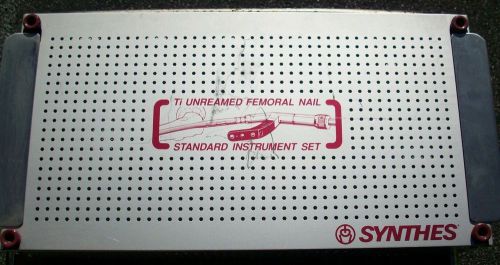 Ti UNREAMED FEMORAL NAIL
STANDARD INSTRUMENT SET
SYNTHES®